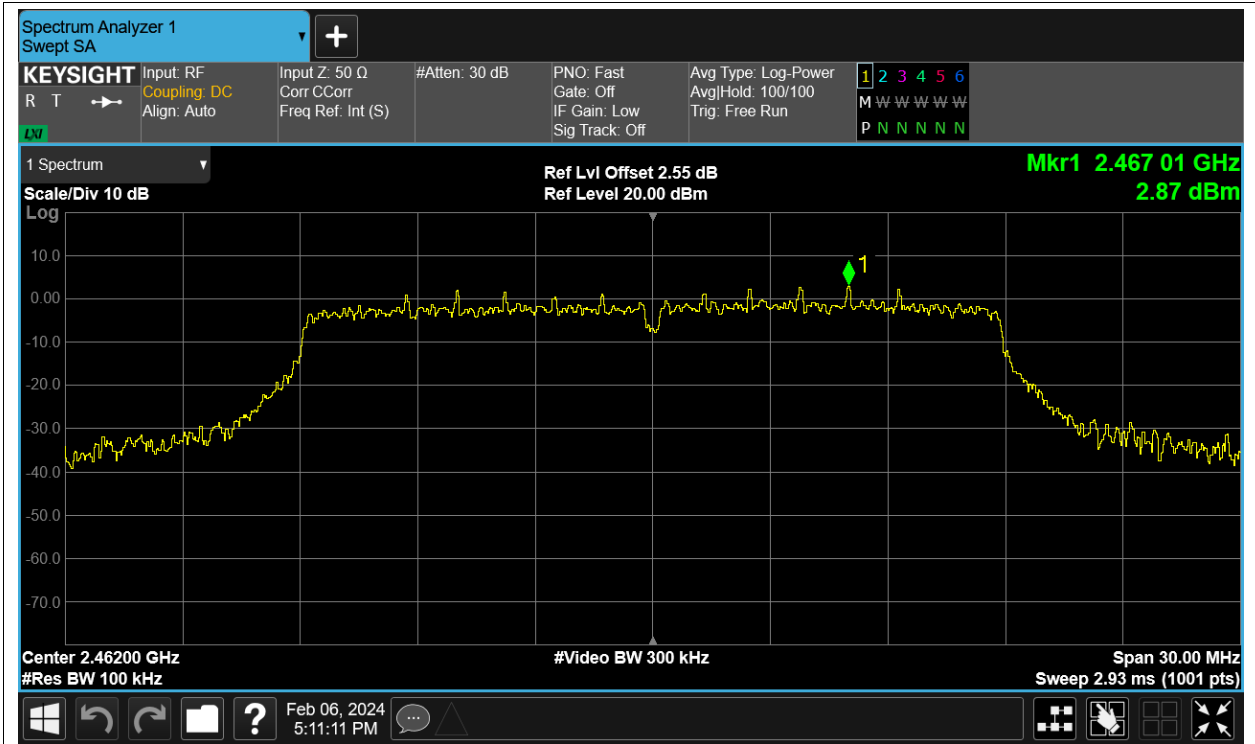 Spectrum Analyzer 1
Swept SA
KEYSIGHT
R T
LXI
Input: RF
Coupling: DC
Align: Auto
Input Z: 50 Ω
Corr CCorr
Freq Ref: Int (S)
#Atten: 30 dB
PNO: Fast
Gate: Off
IF Gain: Low
Sig Track: Off
Avg Type: Log-Power
Avg|Hold: 100/100
Trig: Free Run
1 2 3 4 5 6
M W W W W W
P N N N N N
1 Spectrum
Scale/Div 10 dB
Log
Ref Lvl Offset 2.55 dB
Ref Level 20.00 dBm
Mkr1 2.467 01 GHz
2.87 dBm
1
10.0
0.00
-10.0
-20.0
-30.0
-40.0
-50.0
-60.0
-70.0
Center 2.46200 GHz
#Res BW 100 kHz
#Video BW 300 kHz
Span 30.00 MHz
Sweep 2.93 ms (1001 pts)
?
Feb 06, 2024
5:11:11 PM